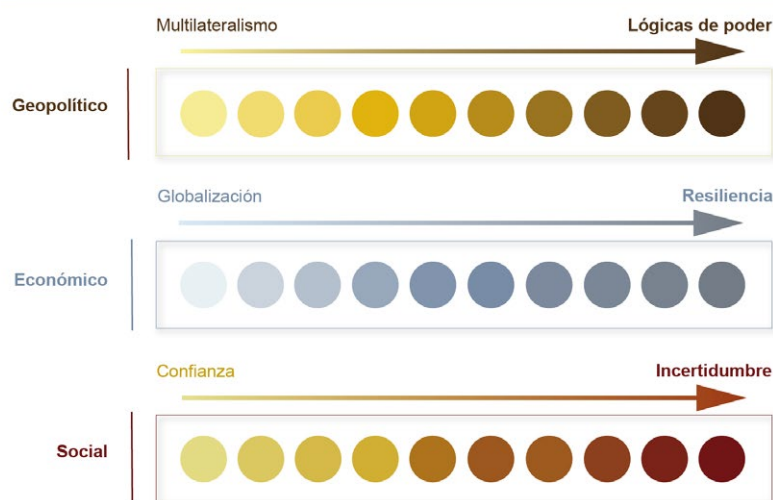 Multilateralismo
Lógicas de poder
Geopolítico
Globalización
Resiliencia
Económico
Confianza
Incertidumbre
Social